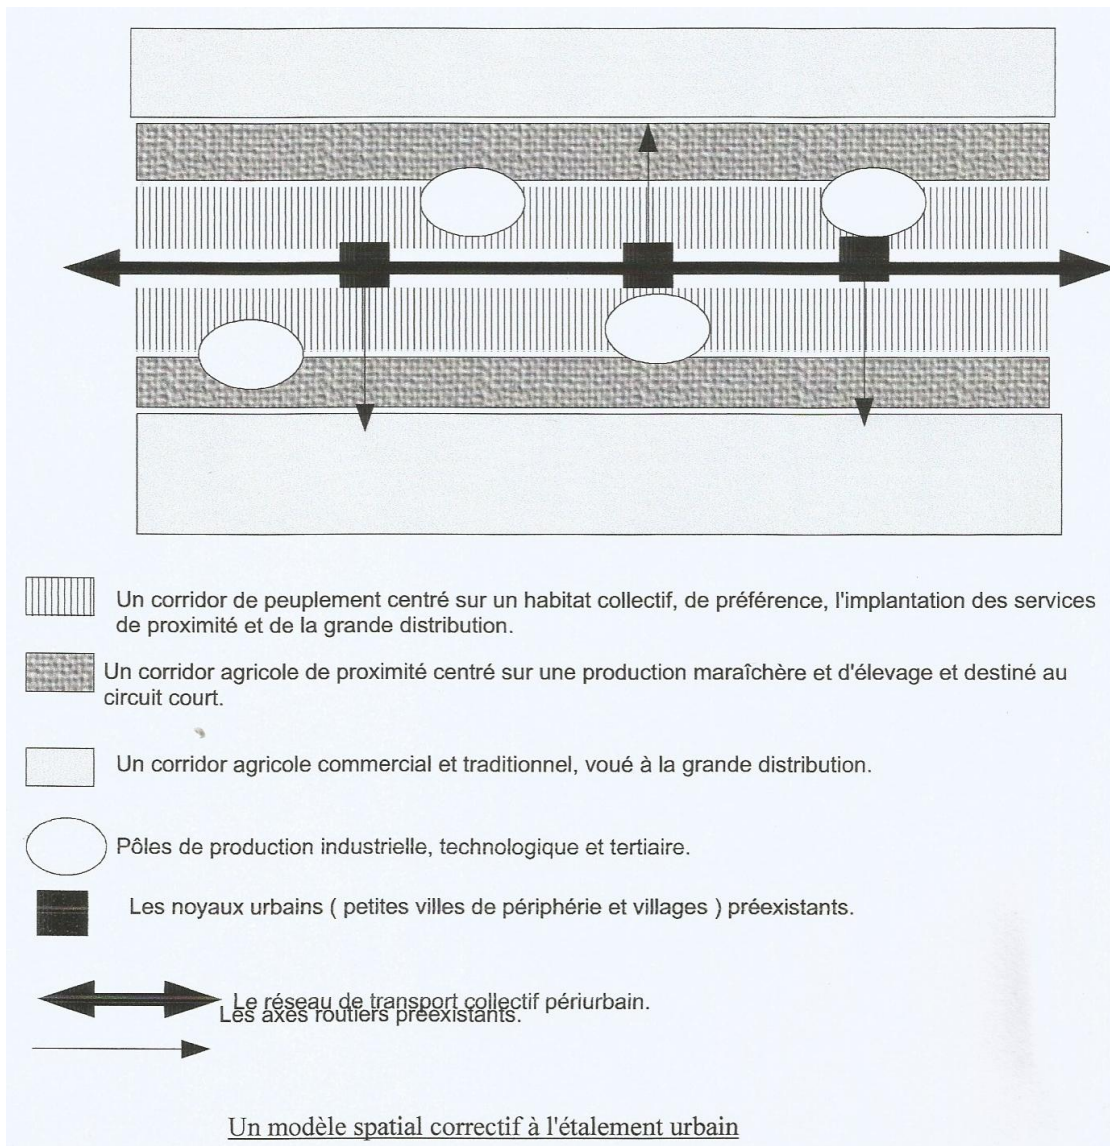 Un corridor de peuplement centré sur un habitat collectif, de préférence, l'implantation des services
de proximité et de la grande distribution.
Un corridor agricole de proximité centré sur une production maraîchère et d'élevage et destiné au
circuit court.
Un corridor agricole commercial et traditionnel, voué à la grande distribution.
Pôles de production industrielle, technologique et tertiaire.
Les noyaux urbains ( petites villes de périphérie et villages ) préexistants.
Le réseau de transport collectif périurbain.
Les axes routiers préexistants.
Un modèle spatial correctif à l'étalement urbain